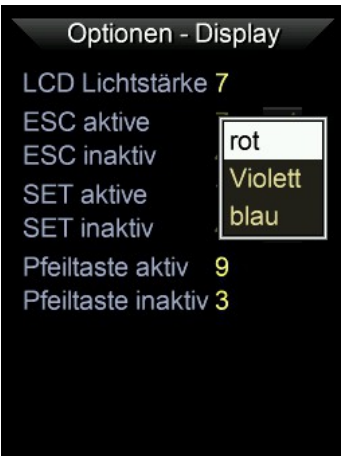 Optionen - Display
LCD Lichtstärke 7
ESC aktive
ESC inaktiv
SET aktive
SET inaktiv
rot
Violett
blau
Pfeiltaste aktiv 9
Pfeiltaste inaktiv 3